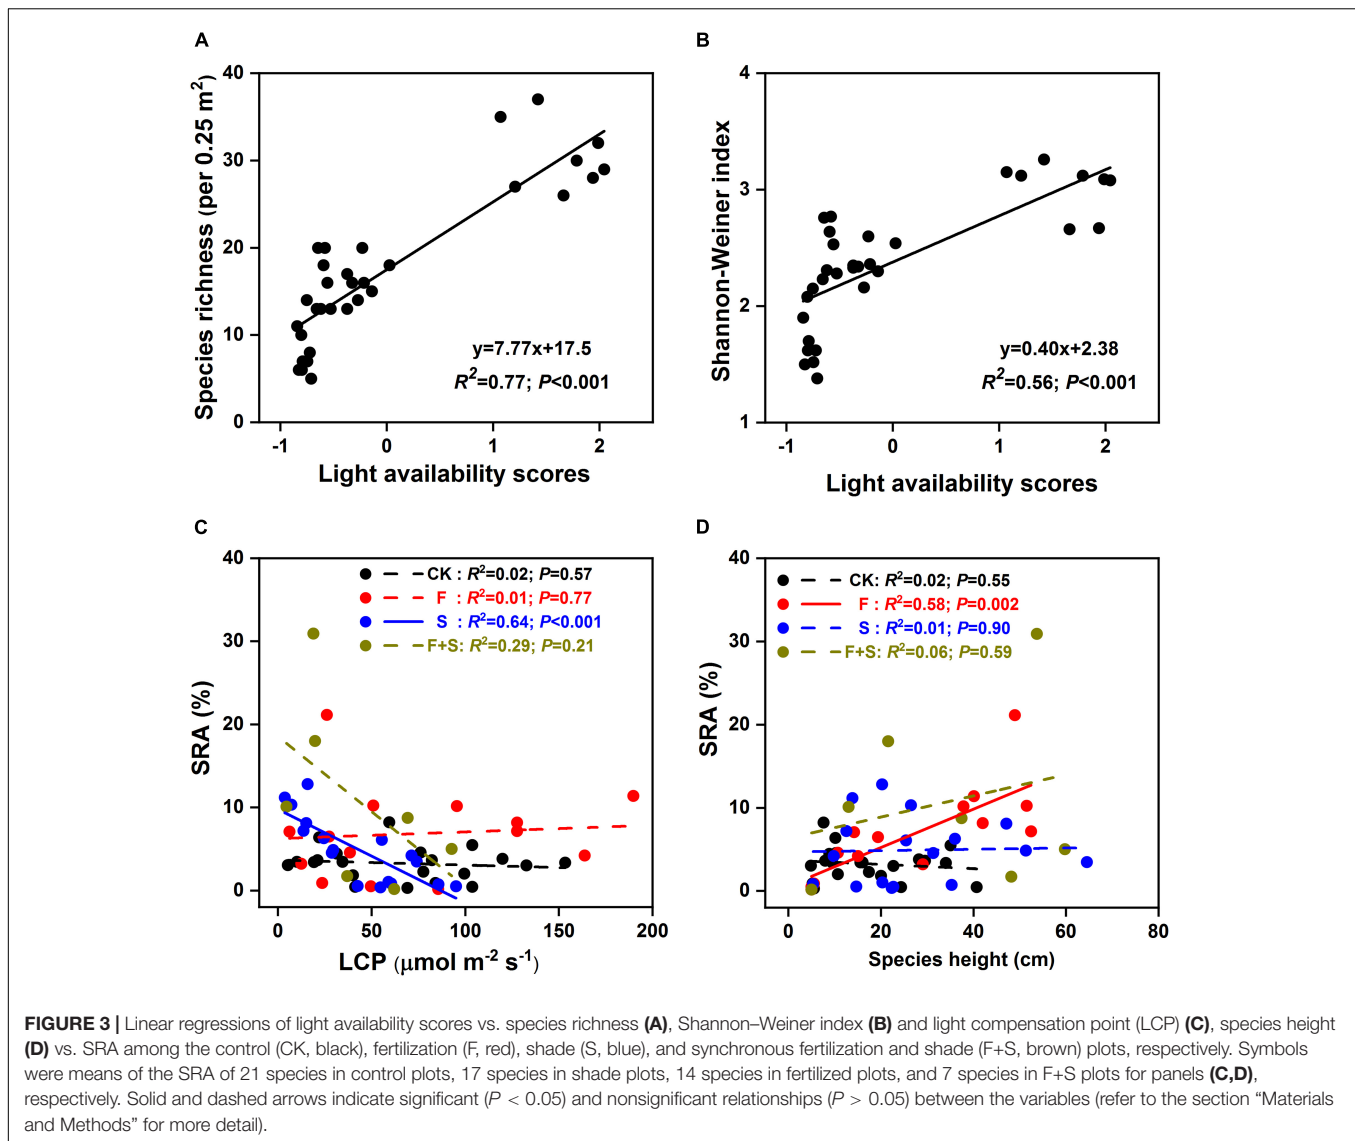 A
B
Species richness (per 0.25 m²)
40
30
20
10
0
-1 0 1 2
Light availability scores
y=7.77x+17.5
R²=0.77; P<0.001
Shannon-Weiner index
4
3
2
1
-1 0 1 2
Light availability scores
y=0.40x+2.38
R²=0.56; P<0.001
C
D
SRA (%)
40
30
20
10
0
0 50 100 150 200
LCP (μmol m⁻² s⁻¹)
CK : R²=0.02; P=0.57
F : R²=0.01; P=0.77
S : R²=0.64; P<0.001
F+S: R²=0.29; P=0.21
SRA (%)
40
30
20
10
0
0 20 40 60 80
Species height (cm)
CK: R²=0.02; P=0.55
F : R²=0.58; P=0.002
S : R²=0.01; P=0.90
F+S: R²=0.06; P=0.59
FIGURE 3 | Linear regressions of light availability scores vs. species richness (A), Shannon–Weiner index (B) and light compensation point (LCP) (C), species height
(D) vs. SRA among the control (CK, black), fertilization (F, red), shade (S, blue), and synchronous fertilization and shade (F+S, brown) plots, respectively. Symbols
were means of the SRA of 21 species in control plots, 17 species in shade plots, 14 species in fertilized plots, and 7 species in F+S plots for panels (C,D),
respectively. Solid and dashed arrows indicate significant (P < 0.05) and nonsignificant relationships (P > 0.05) between the variables (refer to the section “Materials
and Methods” for more detail).